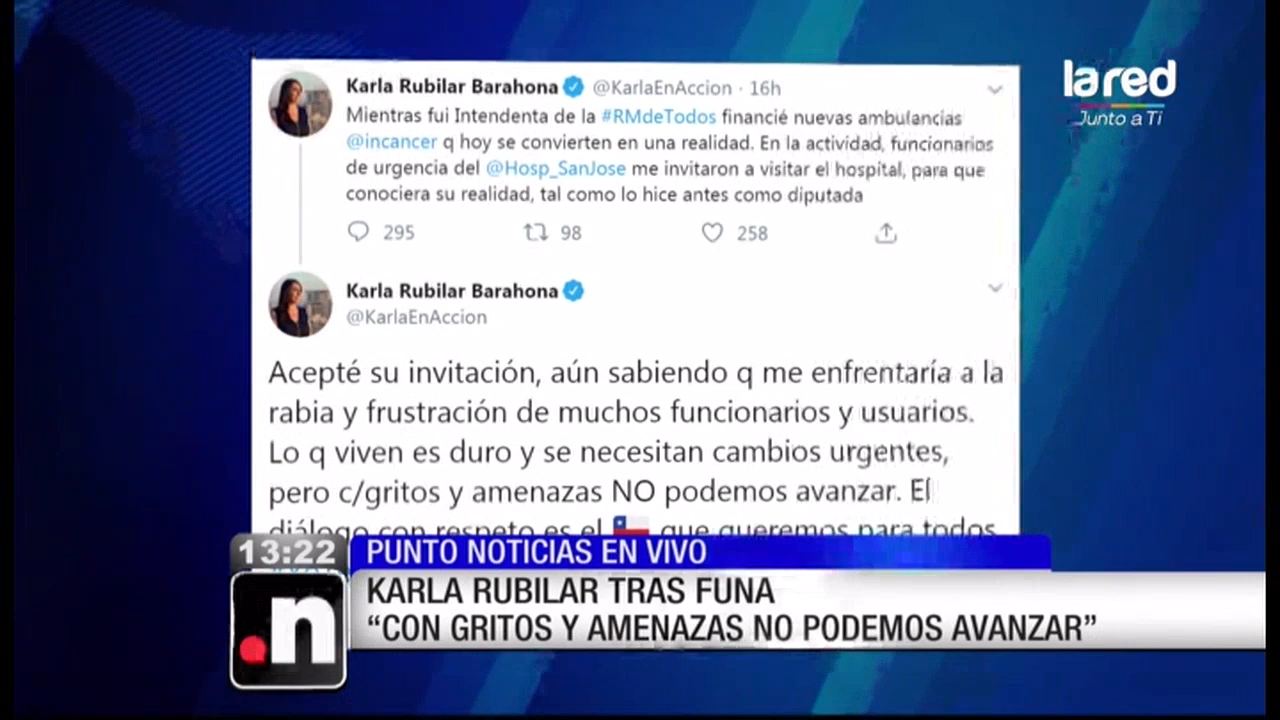 Karla Rubilar Barahona @KarlaEnAccion · 16h
Mientras fui Intendenta de la #RMdeTodos financié nuevas ambulancias
@incancer q hoy se convierten en una realidad. En la actividad, funcionarios
de urgencia del @Hosp_SanJose me invitaron a visitar el hospital, para que
conociera su realidad, tal como lo hice antes como diputada
295 98 258
Karla Rubilar Barahona
@KarlaEnAccion
Acepté su invitación, aún sabiendo q me enfrentaría a la
rabia y frustración de muchos funcionarios y usuarios.
Lo q viven es duro y se necesitan cambios urgentes,
pero c/gritos y amenazas NO podemos avanzar. El
diálogo con respeto es el 🇨🇱 que queremos para todos
lared
Junto a Ti
13:22
PUNTO NOTICIAS EN VIVO
.n
KARLA RUBILAR TRAS FUNA
“CON GRITOS Y AMENAZAS NO PODEMOS AVANZAR”